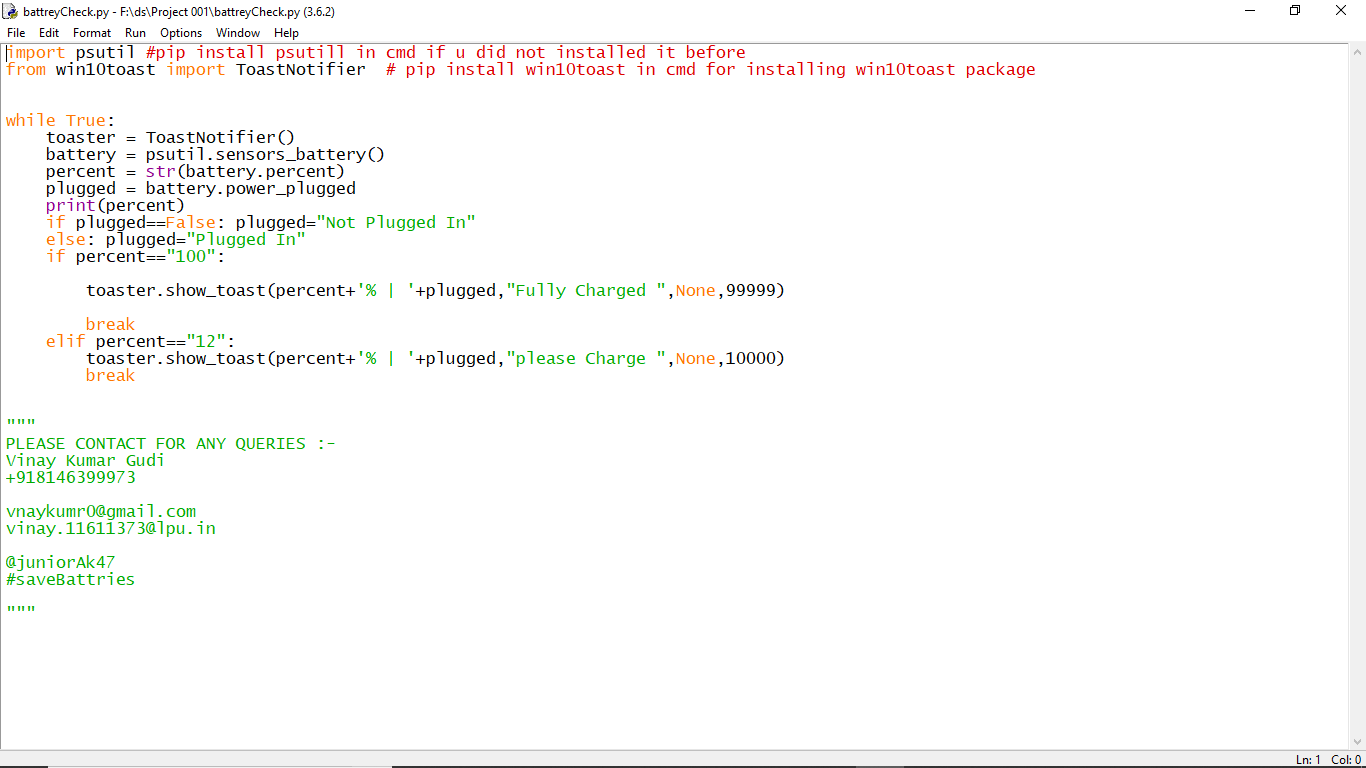 battreyCheck.py - F:\ds\Project 001\battreyCheck.py (3.6.2)
File Edit Format Run Options Window Help
import psutil #pip install psutill in cmd if u did not installed it before
from win10toast import ToastNotifier  # pip install win10toast in cmd for installing win10toast package
while True:
    toaster = ToastNotifier()
    battery = psutil.sensors_battery()
    percent = str(battery.percent)
    plugged = battery.power_plugged
    print(percent)
    if plugged==False: plugged="Not Plugged In"
    else: plugged="Plugged In"
    if percent=="100":
        toaster.show_toast(percent+'% | '+plugged,"Fully Charged ",None,99999)
        break
    elif percent=="12":
        toaster.show_toast(percent+'% | '+plugged,"please Charge ",None,10000)
        break
"""
PLEASE CONTACT FOR ANY QUERIES :-
Vinay Kumar Gudi
+918146399973
vnaykumr0@gmail.com
vinay.11611373@lpu.in
@juniorAk47
#saveBattries
"""
Ln: 1 Col: 0